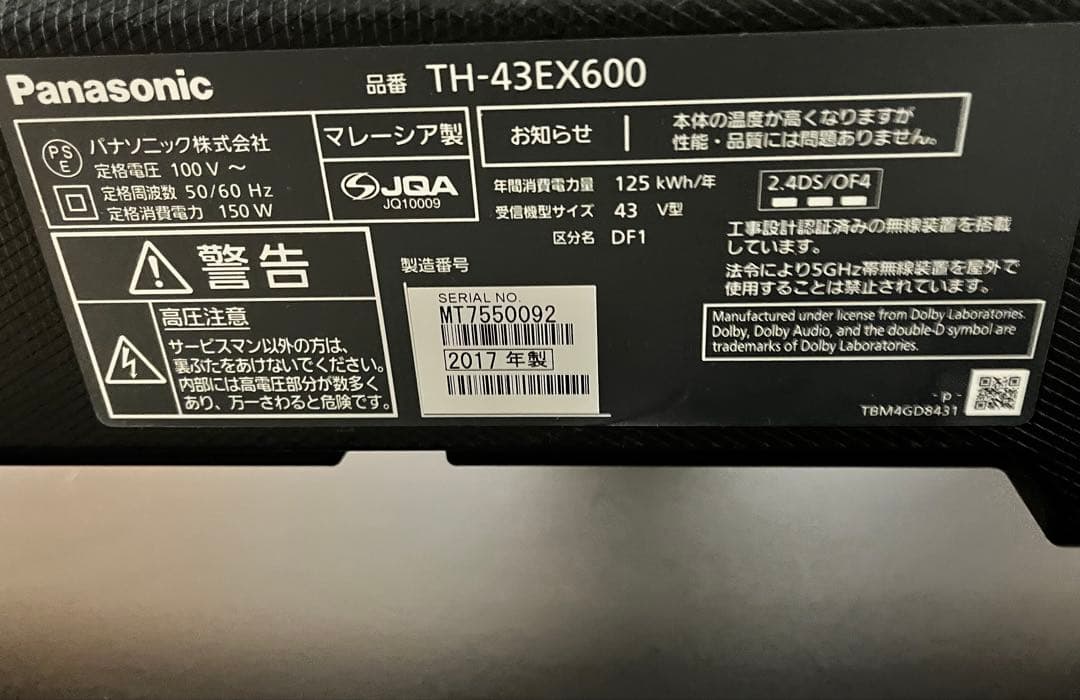 Panasonic 品番 TH-43EX600
PS
E
パナソニック株式会社
定格電圧 100 V ～
定格周波数 50/60 Hz
定格消費電力 150 W
マレーシア製
JQA
JQ10009
お知らせ
本体の温度が高くなりますが
性能・品質には問題ありません。
年間消費電力量 125 kWh/年
受信機型サイズ 43 V型
区分名 DF1
2.4DS/OF4
工事設計認証済みの無線装置を搭載
しています。
法令により5GHz帯無線装置を屋外で
使用することは禁止されています。
警告
高圧注意
サービスマン以外の方は、
裏ぶたをあけないでください。
内部には高電圧部分が数多く
あり、万一さわると危険です。
製造番号
SERIAL NO.
MT7550092
2017 年製
Manufactured under license from Dolby Laboratories.
Dolby, Dolby Audio, and the double-D symbol are
trademarks of Dolby Laboratories.
- p -
TBM4GD8431